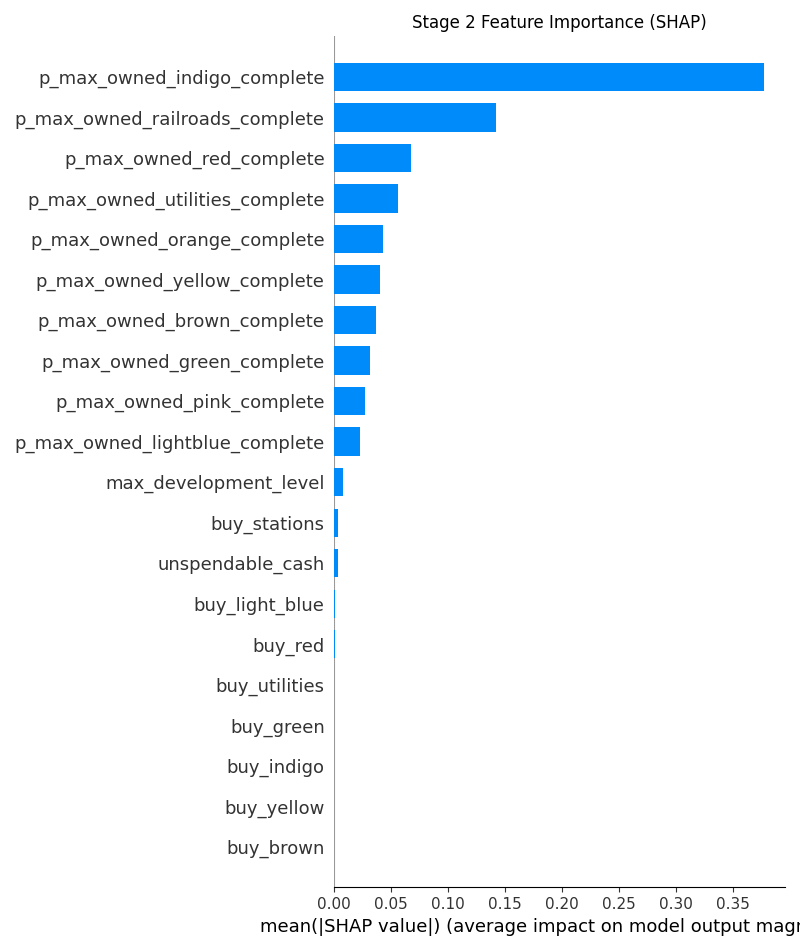 Stage 2 Feature Importance (SHAP)
p_max_owned_indigo_complete
p_max_owned_railroads_complete
p_max_owned_red_complete
p_max_owned_utilities_complete
p_max_owned_orange_complete
p_max_owned_yellow_complete
p_max_owned_brown_complete
p_max_owned_green_complete
p_max_owned_pink_complete
p_max_owned_lightblue_complete
max_development_level
buy_stations
unspendable_cash
buy_light_blue
buy_red
buy_utilities
buy_green
buy_indigo
buy_yellow
buy_brown
0.00 0.05 0.10 0.15 0.20 0.25 0.30 0.35
mean(|SHAP value|) (average impact on model output magn